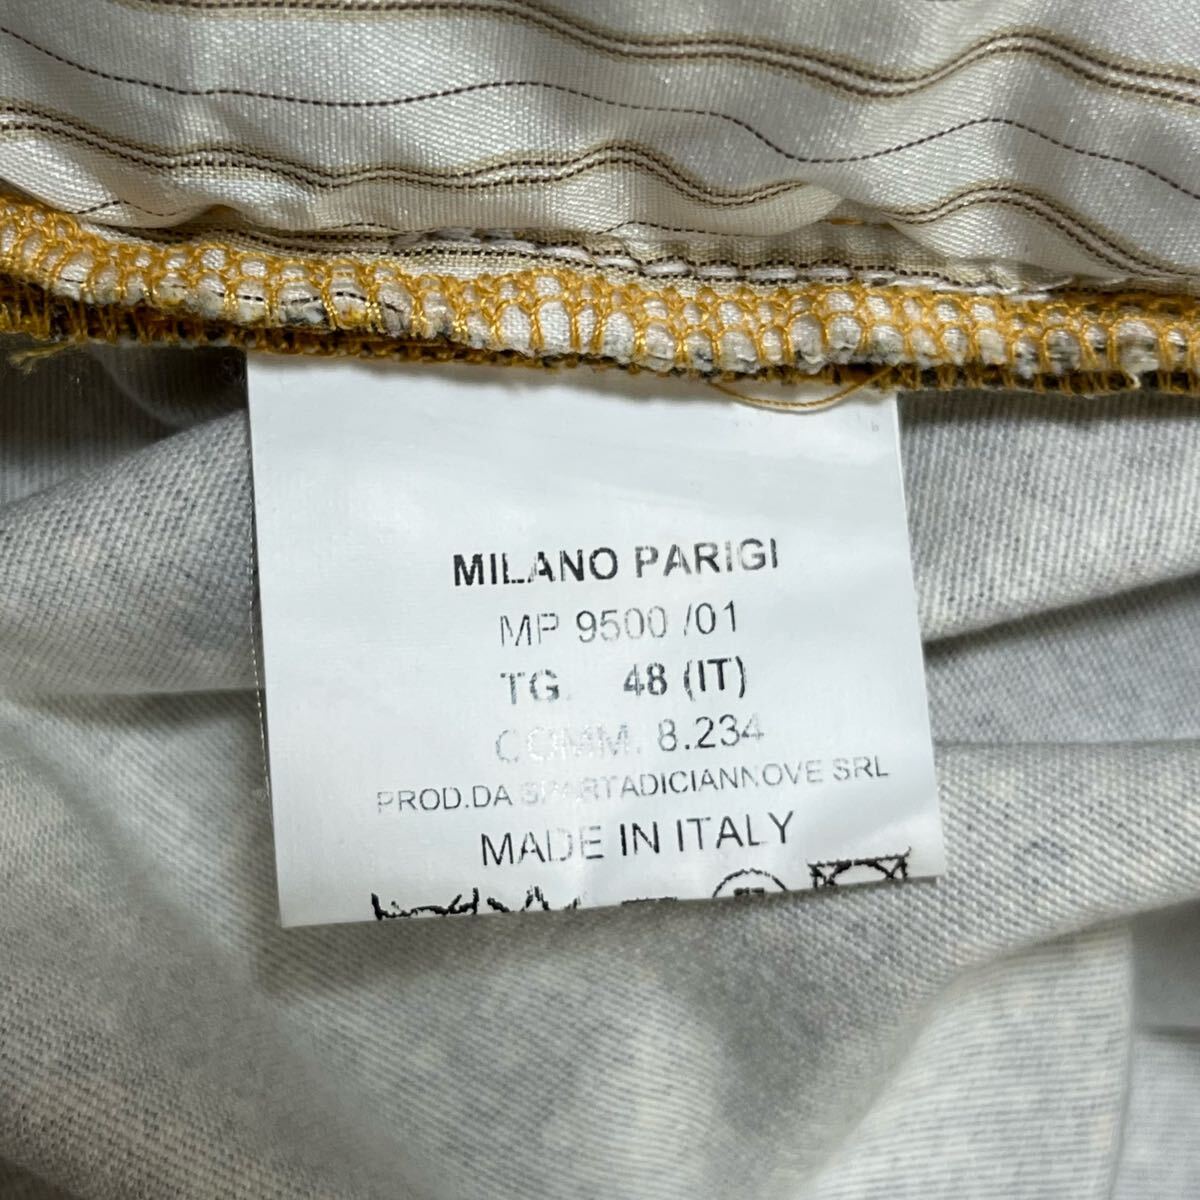 MILANO PARIGI
MP 9500 /01
TG. 48 (IT)
COMM. 8.234
PROD.DA SPARTADICIANNOVE SRL
MADE IN ITALY